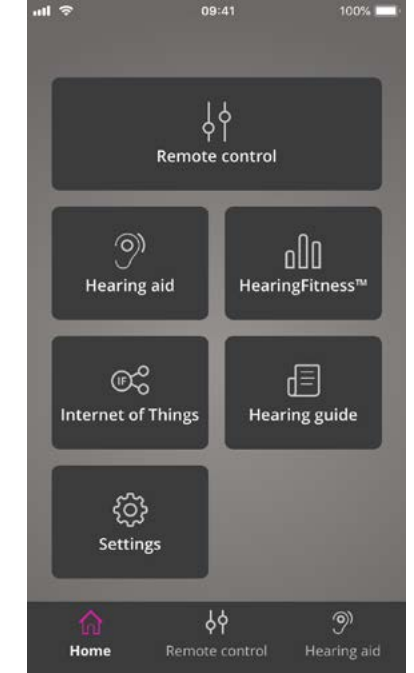 09:41
100%
Remote control
Hearing aid
HearingFitness™
IF
Internet of Things
Hearing guide
Settings
Home
Remote control
Hearing aid